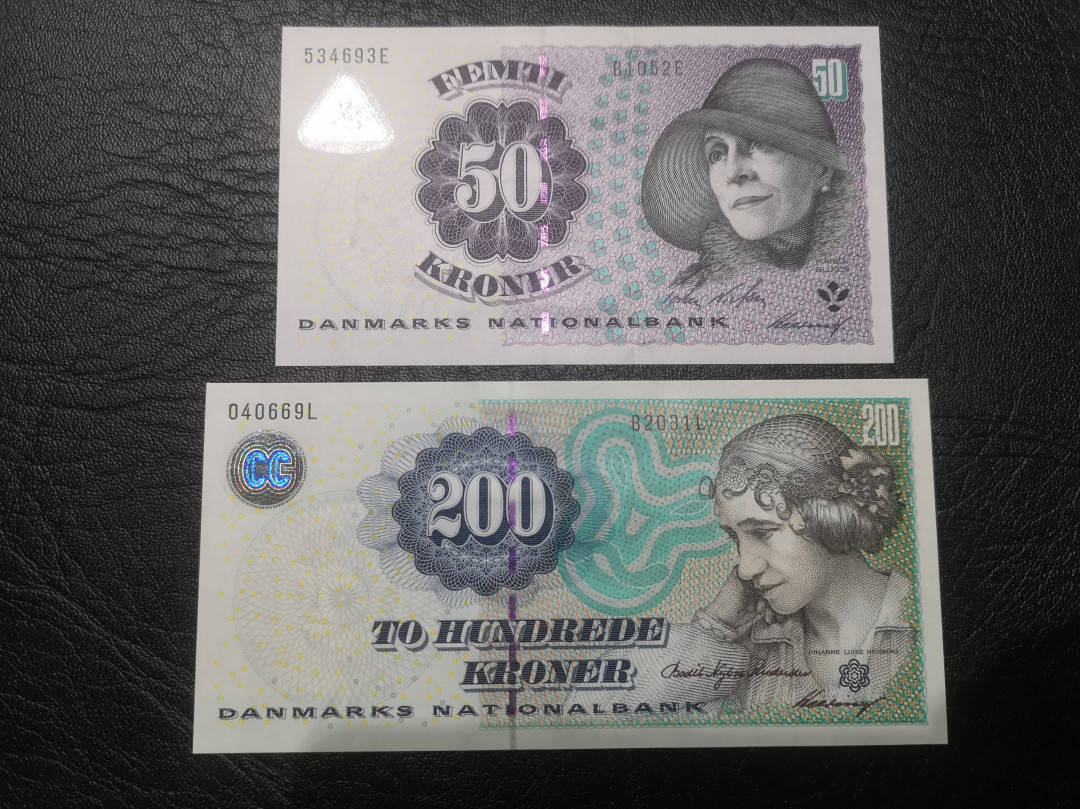 534693E
FEMTI
B1052E
50
50
KRONER
KAREN
BLIXEN
DANMARKS NATIONALBANK
040669L
B2031L
200
CC
200
TO HUNDREDE
KRONER
JOHANNE LUISE HEIBERG
DANMARKS NATIONALBANK